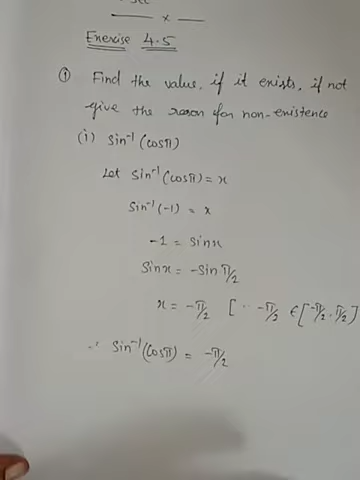 sec
x
Exercise 4.5
① Find the value, if it exists, if not
give the reason for non-existence
(i) Sin⁻¹(cosπ)
Let Sin⁻¹(cosπ) = x
Sin⁻¹(-1) = x
-1 = Sinx
Sinx = -Sin π/2
x = -π/2 [∵ -π/2 ∈ [-π/2, π/2]
∴ Sin⁻¹(cosπ) = -π/2